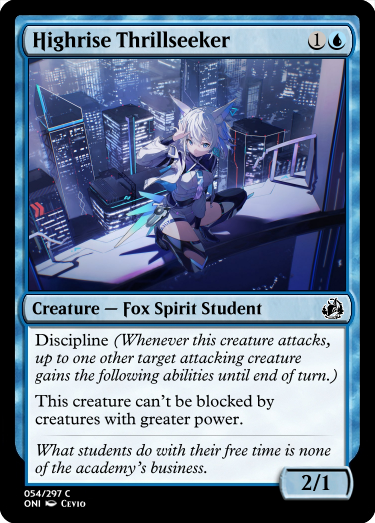 Highrise Thrillseeker 1
Creature — Fox Spirit Student
Discipline (Whenever this creature attacks,
up to one other target attacking creature
gains the following abilities until end of turn.)
This creature can't be blocked by
creatures with greater power.
What students do with their free time is none
of the academy's business.
2/1
054/297 C
ONI Cevio